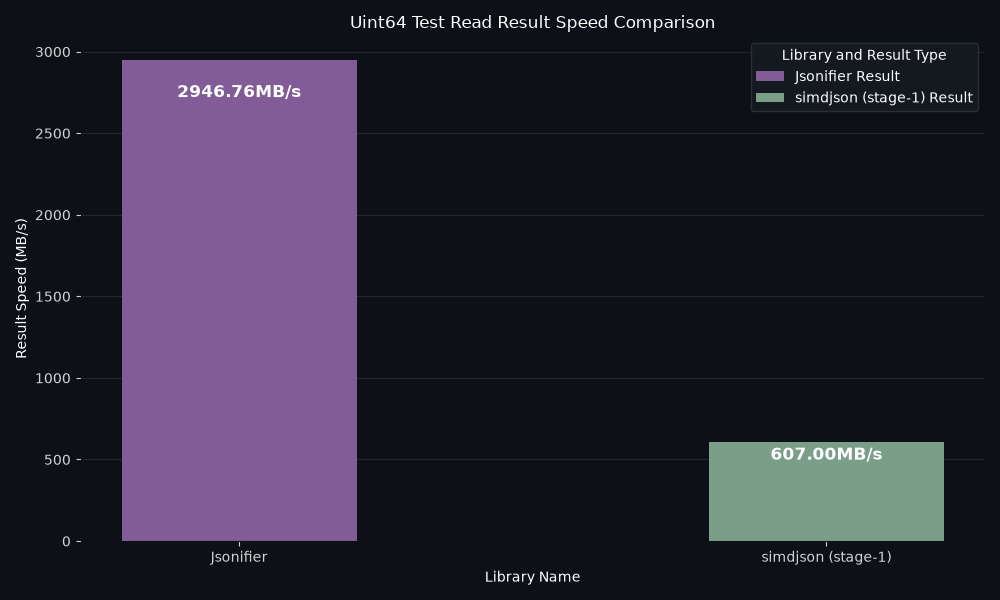 Uint64 Test Read Result Speed Comparison
Library and Result Type
Jsonifier Result
simdjson (stage-1) Result
3000
2500
2000
1500
1000
500
0
Result Speed (MB/s)
2946.76MB/s
607.00MB/s
Jsonifier
simdjson (stage-1)
Library Name